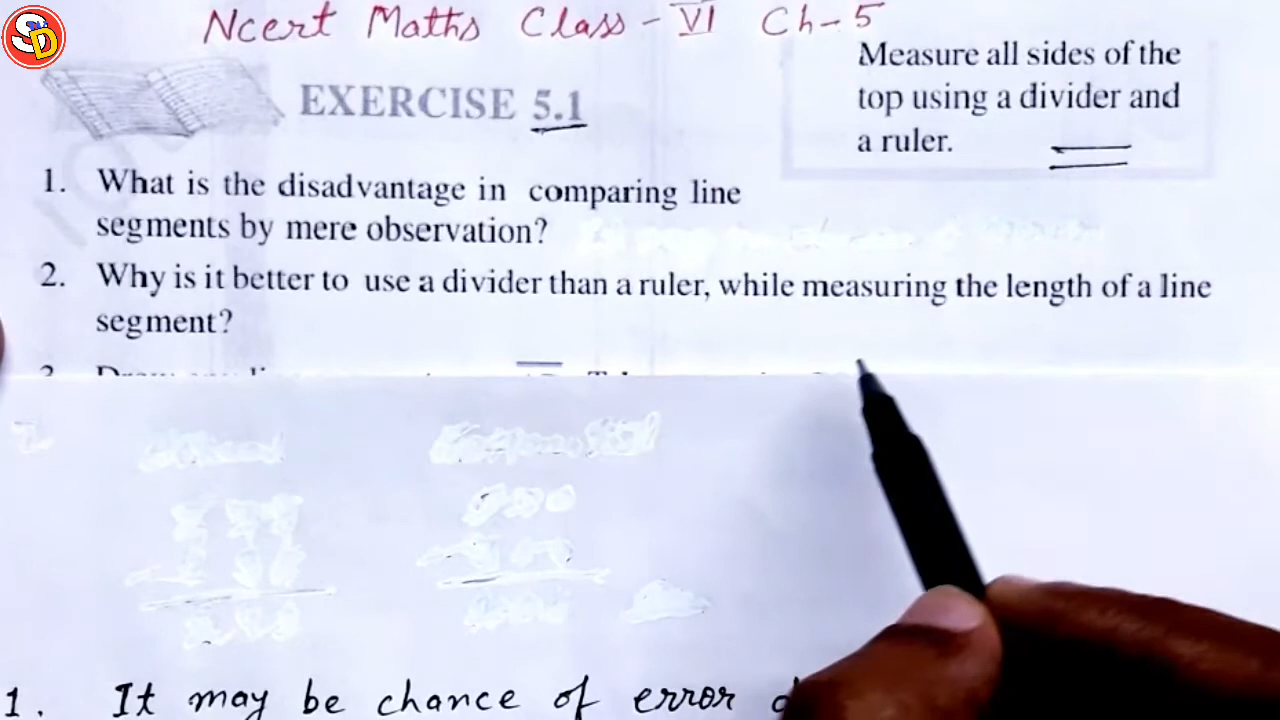 SD
Ncert Maths Class - VI Ch-5
Measure all sides of the
top using a divider and
a ruler.
EXERCISE 5.1
1. What is the disadvantage in comparing line
segments by mere observation?
2. Why is it better to use a divider than a ruler, while measuring the length of a line
segment?
1. It may be chance of error